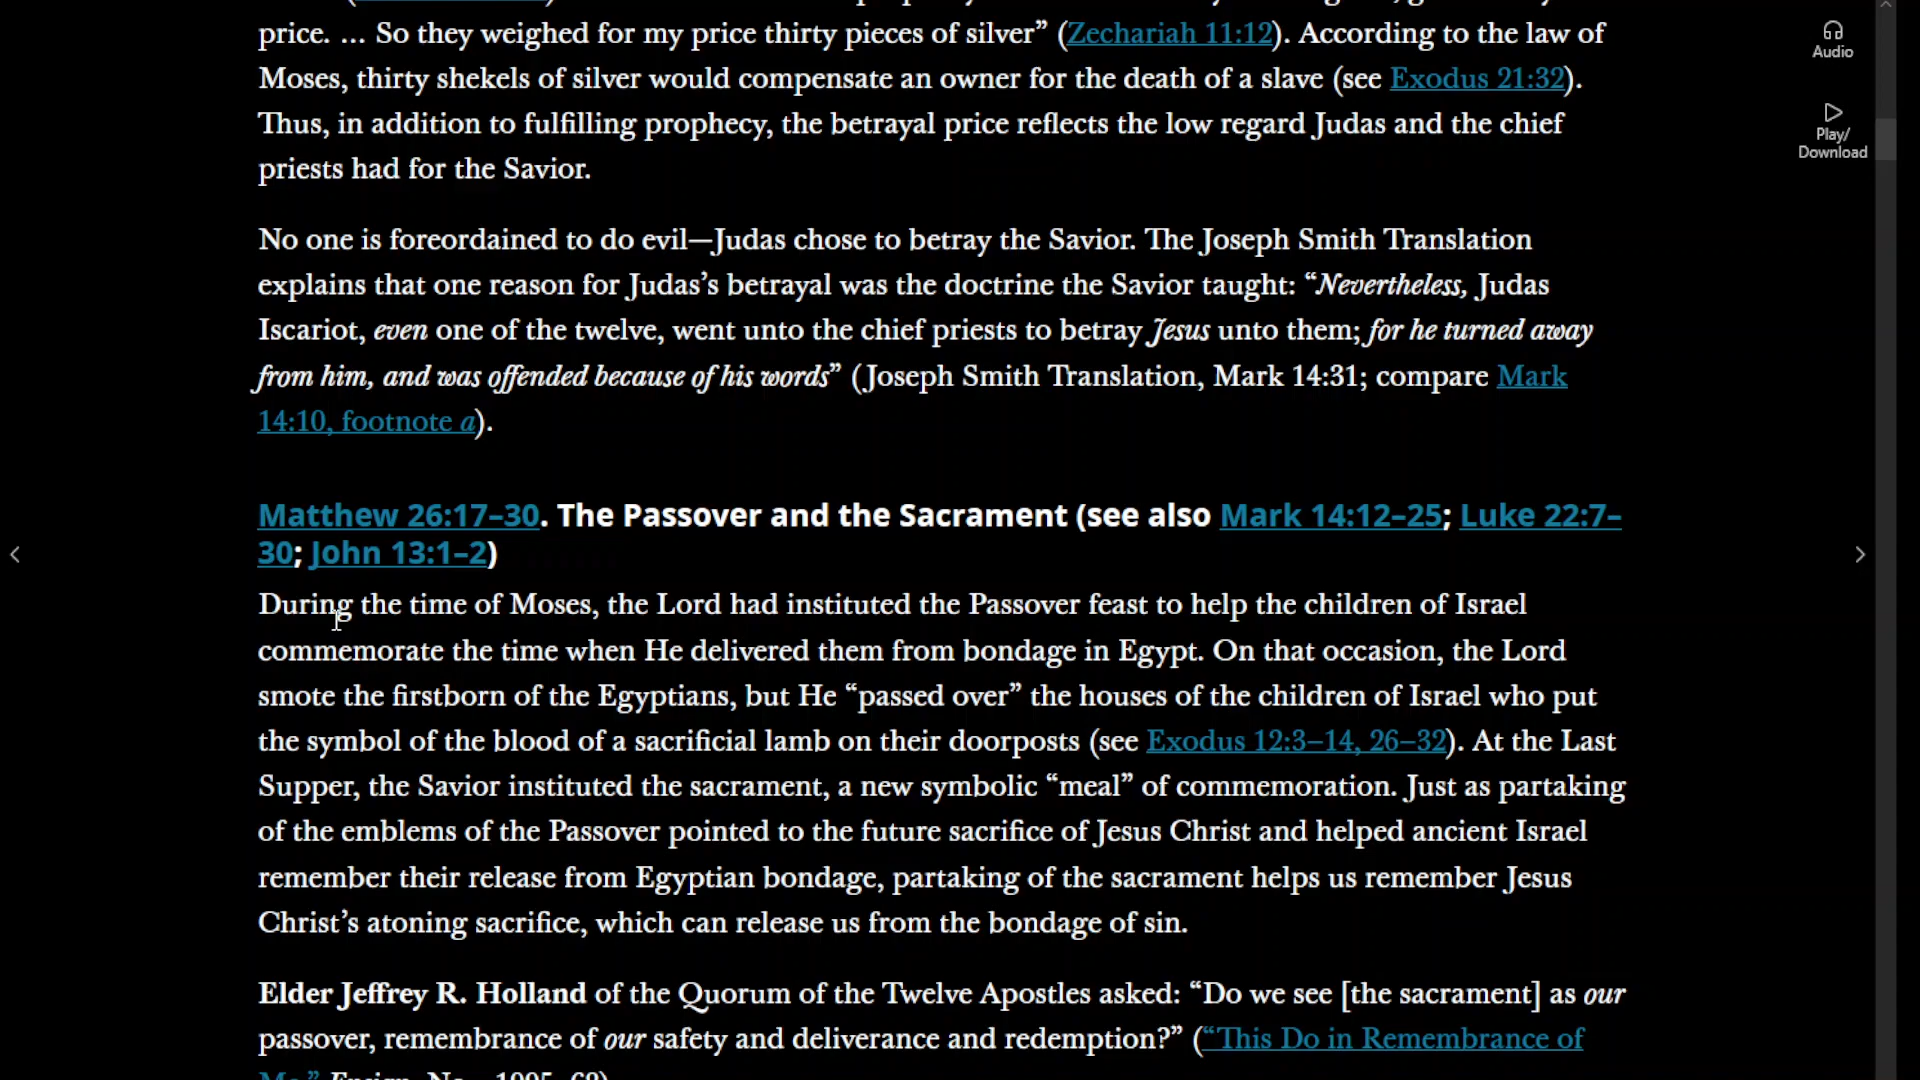 price. … So they weighed for my price thirty pieces of silver” (Zechariah 11:12). According to the law of
Moses, thirty shekels of silver would compensate an owner for the death of a slave (see Exodus 21:32).
Thus, in addition to fulfilling prophecy, the betrayal price reflects the low regard Judas and the chief
priests had for the Savior.
No one is foreordained to do evil—Judas chose to betray the Savior. The Joseph Smith Translation
explains that one reason for Judas’s betrayal was the doctrine the Savior taught: “Nevertheless, Judas
Iscariot, even one of the twelve, went unto the chief priests to betray Jesus unto them; for he turned away
from him, and was offended because of his words” (Joseph Smith Translation, Mark 14:31; compare Mark
14:10, footnote a).
Matthew 26:17–30. The Passover and the Sacrament (see also Mark 14:12–25; Luke 22:7–
30; John 13:1–2)
During the time of Moses, the Lord had instituted the Passover feast to help the children of Israel
commemorate the time when He delivered them from bondage in Egypt. On that occasion, the Lord
smote the firstborn of the Egyptians, but He “passed over” the houses of the children of Israel who put
the symbol of the blood of a sacrificial lamb on their doorposts (see Exodus 12:3–14, 26–32). At the Last
Supper, the Savior instituted the sacrament, a new symbolic “meal” of commemoration. Just as partaking
of the emblems of the Passover pointed to the future sacrifice of Jesus Christ and helped ancient Israel
remember their release from Egyptian bondage, partaking of the sacrament helps us remember Jesus
Christ’s atoning sacrifice, which can release us from the bondage of sin.
Elder Jeffrey R. Holland of the Quorum of the Twelve Apostles asked: “Do we see [the sacrament] as our
passover, remembrance of our safety and deliverance and redemption?” (“This Do in Remembrance of
Audio
Play/
Download